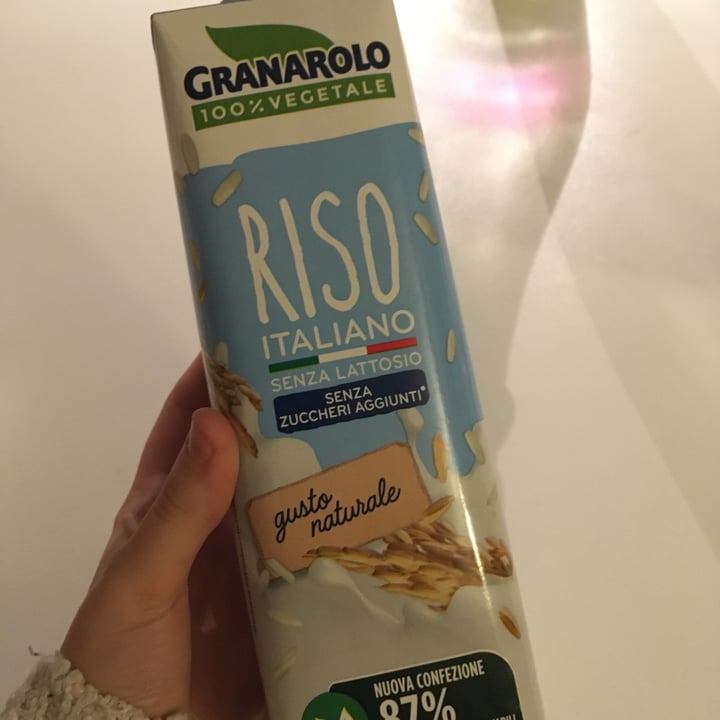 GRANAROLO
100% VEGETALE
RISO
ITALIANO
SENZA LATTOSIO
SENZA
ZUCCHERI AGGIUNTI*
gusto
naturale
NUOVA CONFEZIONE
87%